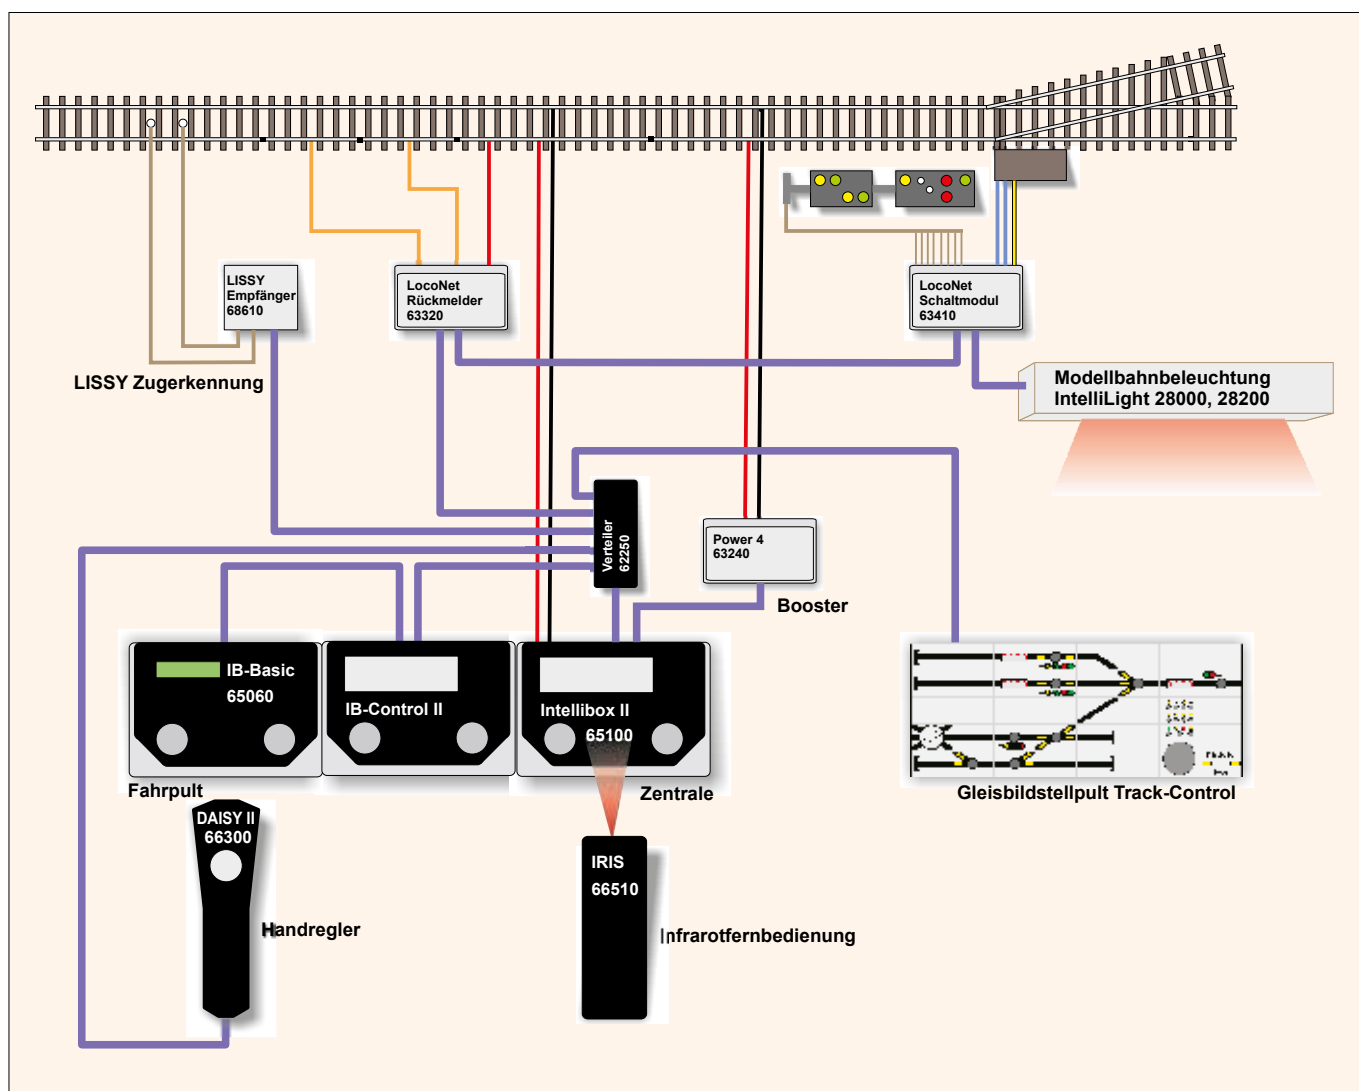 LISSY
Empfänger
68610
LocoNet
Rückmelder
63320
LocoNet
Schaltmodul
63410
LISSY Zugerkennung
Modellbahnbeleuchtung
IntelliLight 28000, 28200
Verteiler
62250
Power 4
63240
Booster
IB-Basic
65060
IB-Control II
Intellibox II
65100
Fahrpult
Zentrale
Gleisbildstellpult Track-Control
DAISY II
66300
IRIS
66510
Handregler
Infrarotfernbedienung